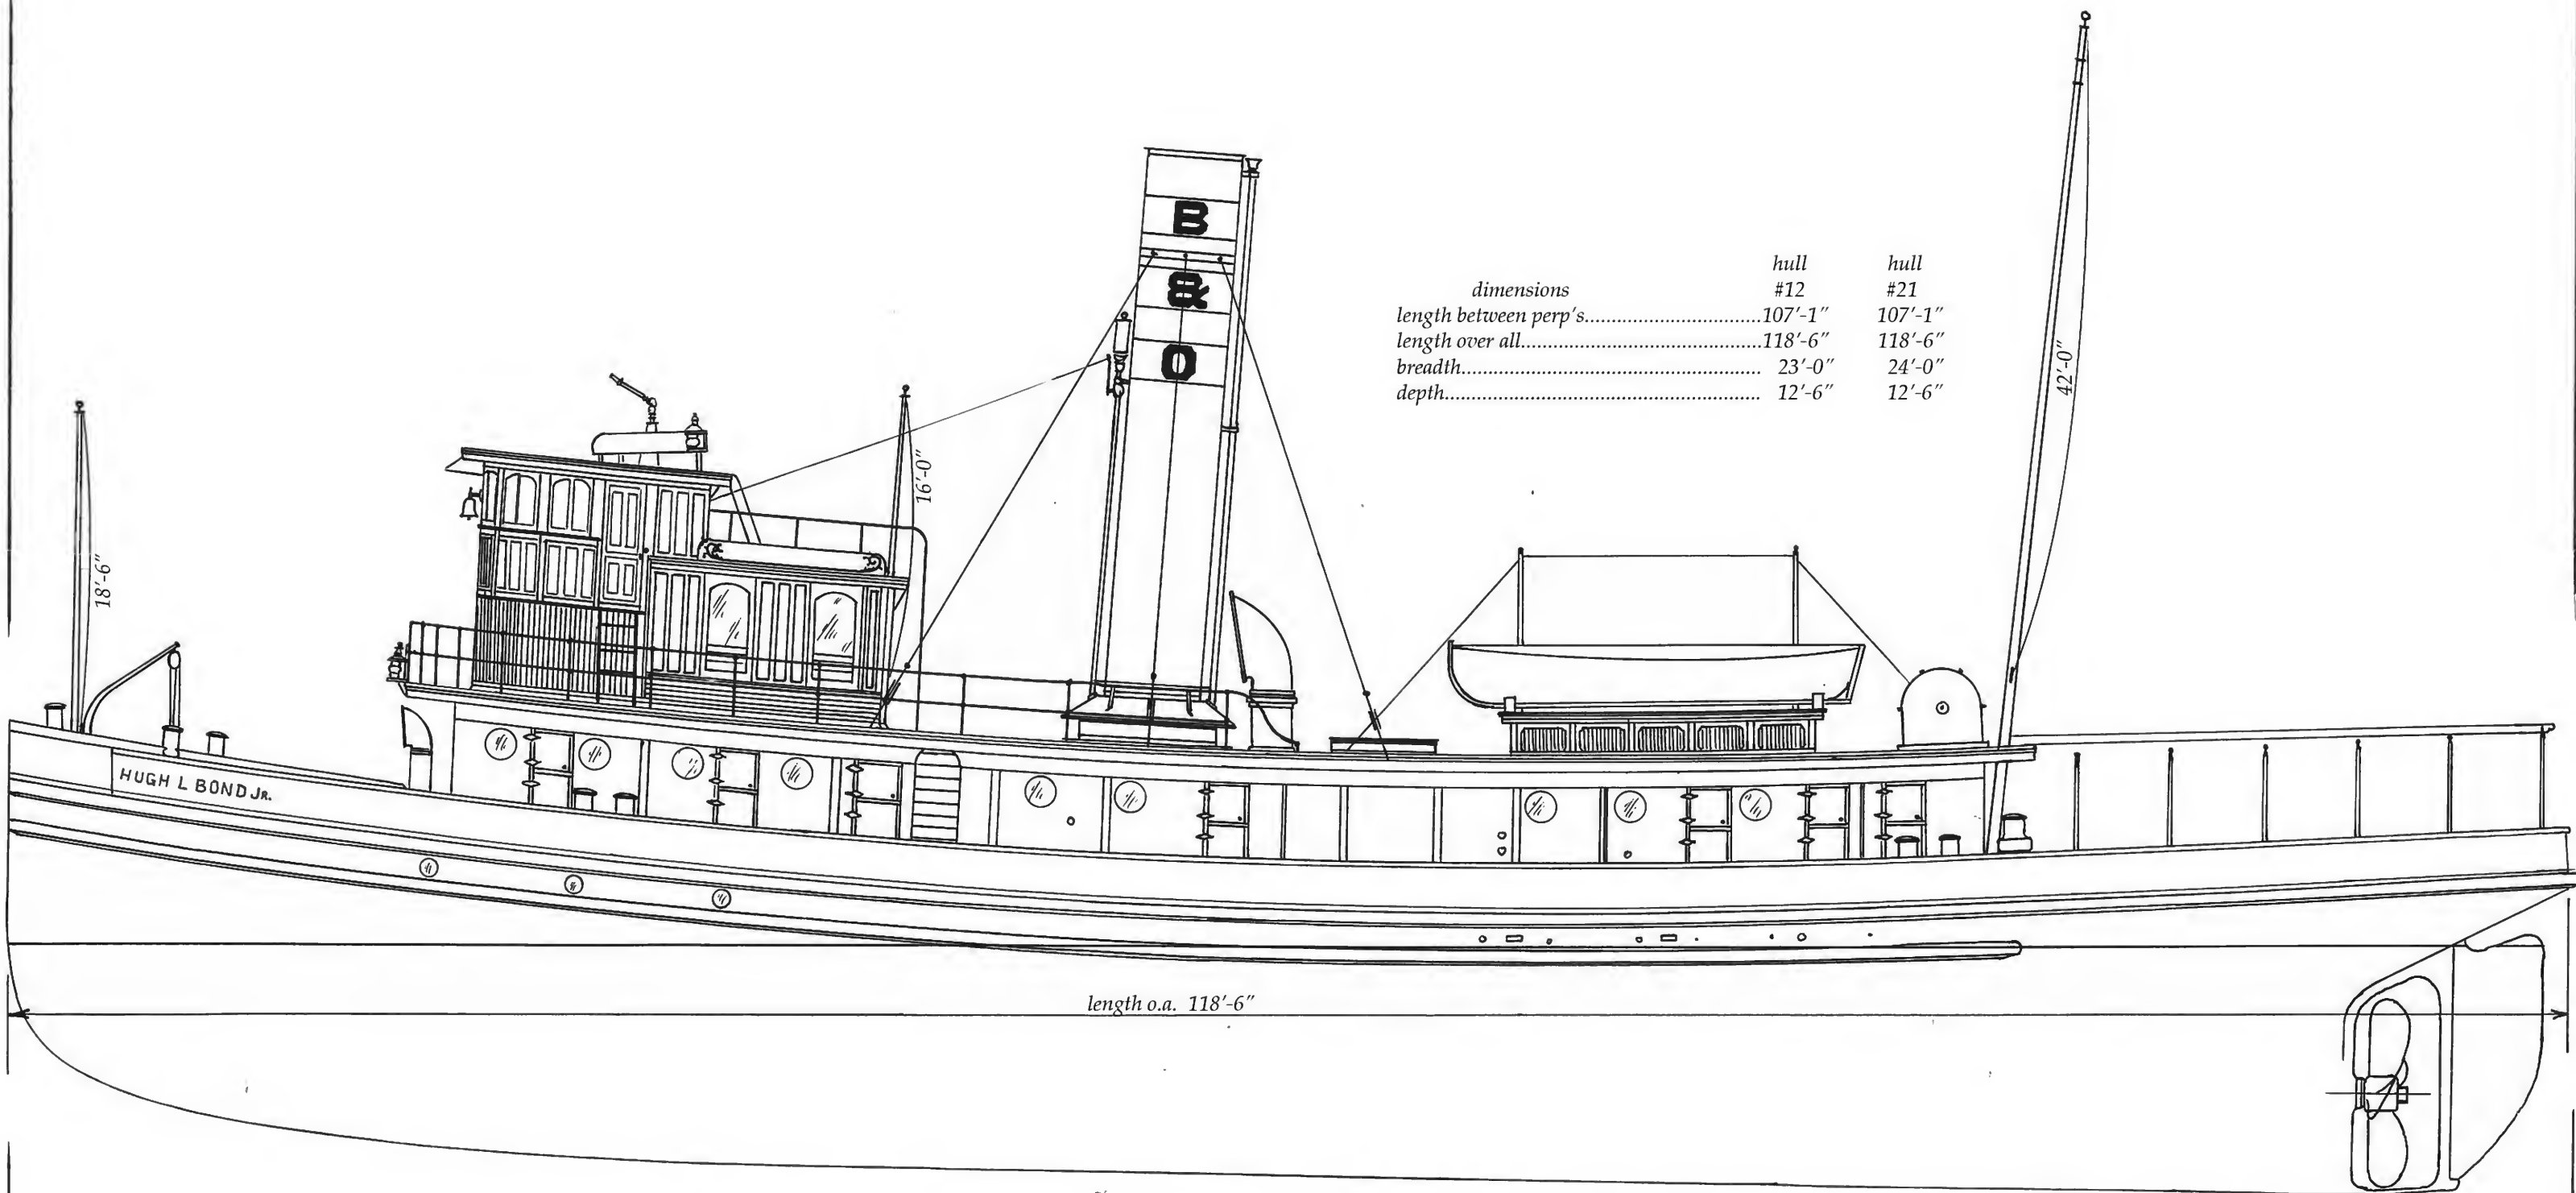 B
&
O
hull hull
dimensions #12 #21
length between perp's................................107'-1" 107'-1"
length over all............................................118'-6" 118'-6"
breadth....................................................... 23'-0" 24'-0"
depth.......................................................... 12'-6" 12'-6"
42'-0"
16'-0"
18'-6"
HUGH L BOND JR.
length o.a. 118'-6"